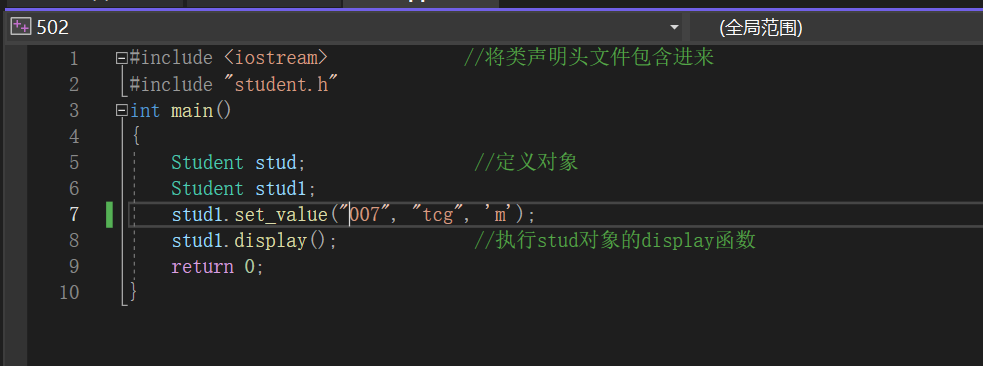 502 (全局范围)
1 #include <iostream> //将类声明头文件包含进来
2 #include "student.h"
3 int main()
4 {
5 Student stud; //定义对象
6 Student stud1;
7 stud1.set_value("007", "tcg", 'm');
8 stud1.display(); //执行stud对象的display函数
9 return 0;
10 }